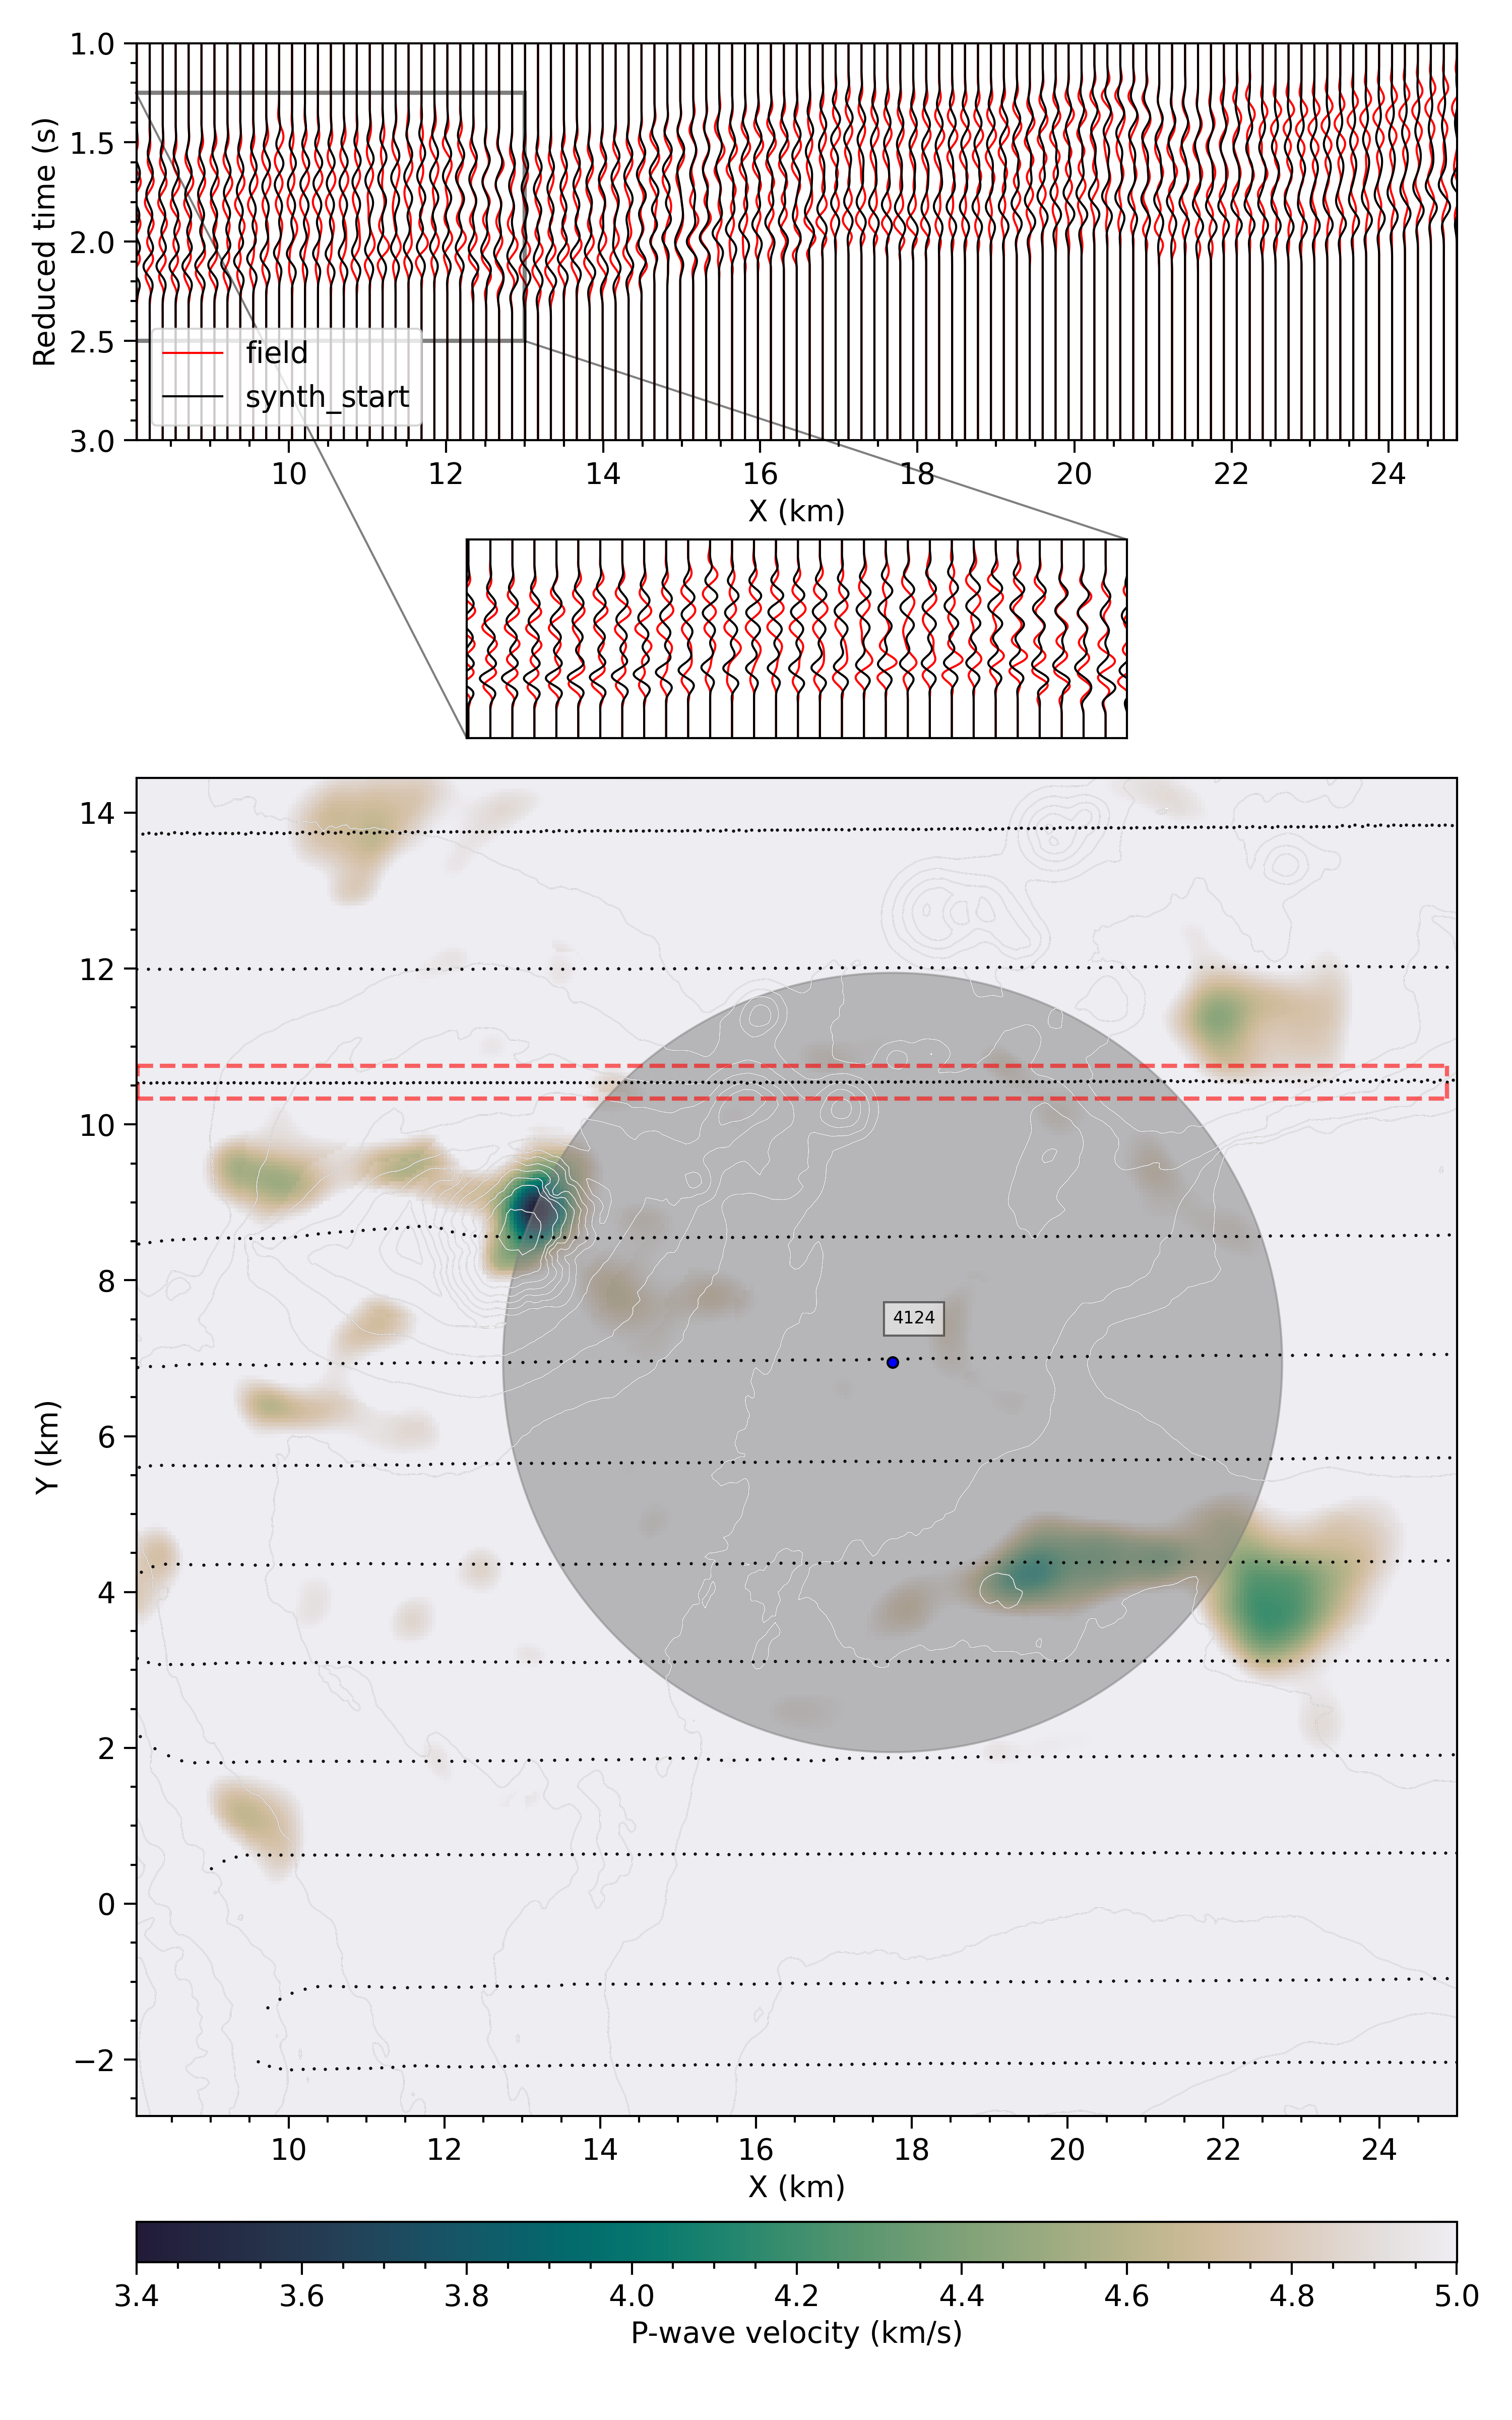 1.0
1.5
2.0
2.5
3.0
Reduced time (s)
field
synth_start
10 12 14 16 18 20 22 24
X (km)
14
12
10
8
6
4
2
0
−2
Y (km)
4124
10 12 14 16 18 20 22 24
X (km)
3.4 3.6 3.8 4.0 4.2 4.4 4.6 4.8 5.0
P-wave velocity (km/s)